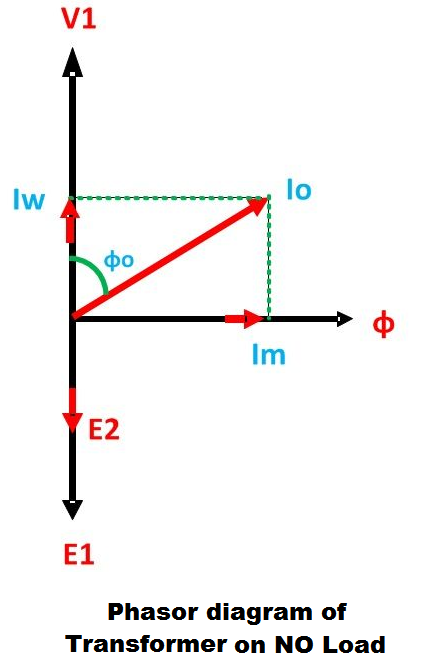 V1
Iw
Io
ϕo
ϕ
Im
E2
E1
Phasor diagram of
Transformer on NO Load